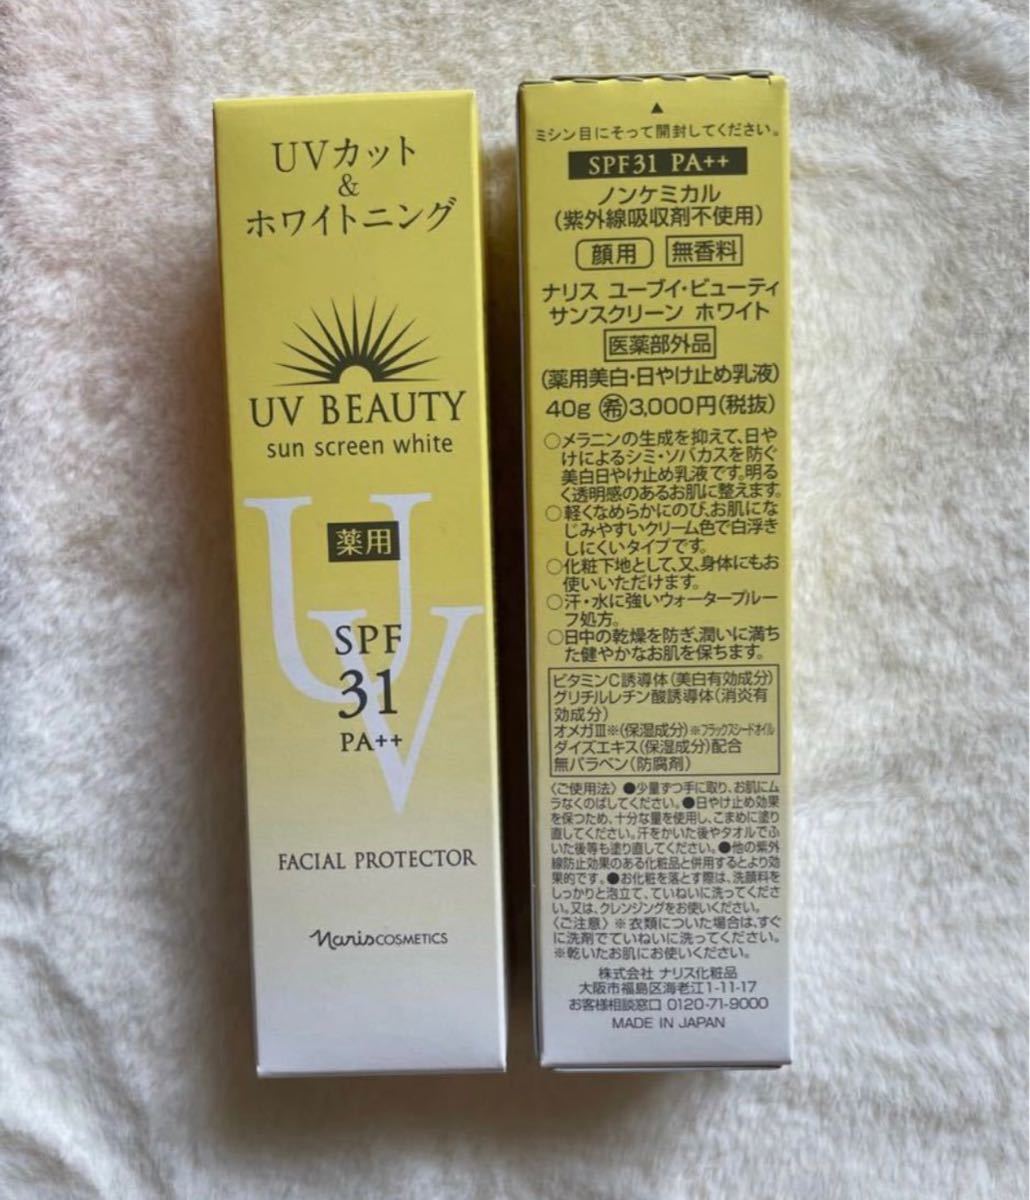 UVカット
&
ホワイトニング
UV BEAUTY
sun screen white
UV
薬用
SPF
31
PA++
FACIAL PROTECTOR
Naris COSMETICS
▲
ミシン目にそって開封してください。
SPF31 PA++
ノンケミカル
(紫外線吸収剤不使用)
顔用 無香料
ナリス ユーブイ・ビューティ
サンスクリーン ホワイト
医薬部外品
(薬用美白・日やけ止め乳液)
40g ㊒3,000円(税抜)
○メラニンの生成を抑えて、日や
けによるシミ・ソバカスを防ぐ
美白日やけ止め乳液です。明る
く透明感のあるお肌に整えます。
○軽くなめらかにのび、お肌にな
じみやすいクリーム色で白浮き
しにくいタイプです。
○化粧下地として、又、身体にもお
使いいただけます。
○汗・水に強いウォータープルー
フ処方。
○日中の乾燥を防ぎ、潤いに満ち
た健やかなお肌を保ちます。
ビタミンC誘導体(美白有効成分)
グリチルレチン酸誘導体(消炎有
効成分)
オメガⅢ※(保湿成分)※フラックスシードオイル
ダイズエキス(保湿成分)配合
無パラベン(防腐剤)
〈ご使用法〉●少量ずつ手に取り、お肌にム
ラなくのばしてください。●日やけ止め効果
を保つため、十分な量を使用し、こまめに塗り
直してください。汗をかいた後やタオルでふ
いた後等も塗り直してください。●他の紫外
線防止効果のある化粧品と併用するとより効
果的です。●お化粧を落とす際は、洗顔料を
しっかりと泡立て、ていねいに洗ってくださ
い。又は、クレンジングをお使いください。
〈ご注意〉※衣類についた場合は、すぐ
に洗剤でていねいに洗ってください。
※乾いたお肌にお使いください。
株式会社 ナリス化粧品
大阪市福島区海老江1-11-17
お客様相談窓口 0120-71-9000
MADE IN JAPAN